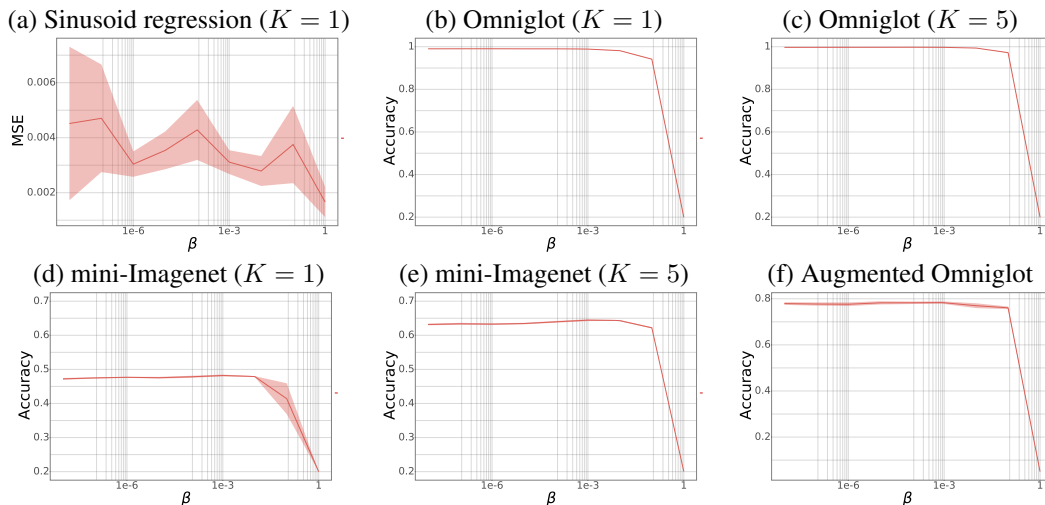 (a) Sinusoid regression (K = 1)
MSE
0.006
0.004
0.002
1e-6 1e-3 1
β
(b) Omniglot (K = 1)
Accuracy
1
0.8
0.6
0.4
0.2
1e-6 1e-3 1
β
(c) Omniglot (K = 5)
Accuracy
1
0.8
0.6
0.4
0.2
1e-6 1e-3 1
β
(d) mini-Imagenet (K = 1)
Accuracy
0.7
0.6
0.5
0.4
0.3
0.2
1e-6 1e-3 1
β
(e) mini-Imagenet (K = 5)
Accuracy
0.7
0.6
0.5
0.4
0.3
0.2
1e-6 1e-3 1
β
(f) Augmented Omniglot
Accuracy
0.8
0.6
0.4
0.2
1e-6 1e-3 1
β